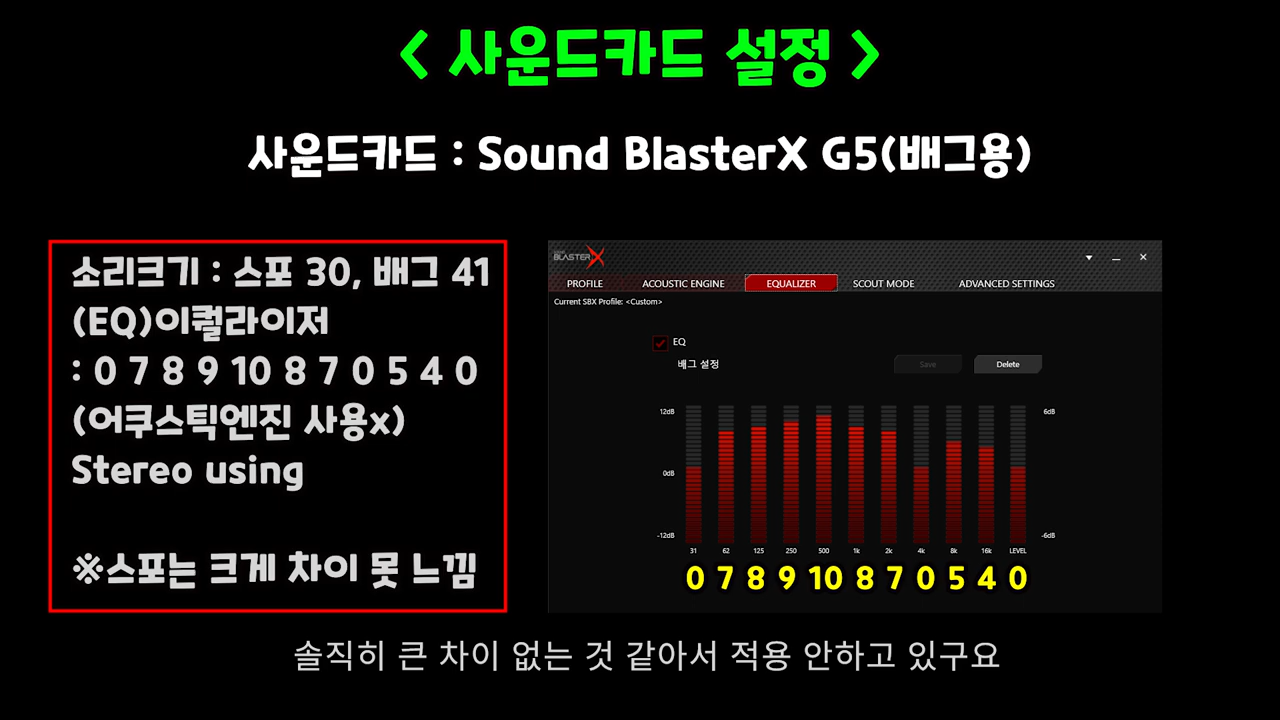 < 사운드카드 설정 >
사운드카드 : Sound BlasterX G5(배그용)
소리크기 : 스포 30, 배그 41
(EQ)이퀄라이저
: 0 7 8 9 10 8 7 0 5 4 0
(어쿠스틱엔진 사용x)
Stereo using
※스포는 크게 차이 못 느낌
BLASTERX
PROFILE ACOUSTIC ENGINE EQUALIZER SCOUT MODE ADVANCED SETTINGS
Current SBX Profile: <Custom>
EQ
배그 설정 Save Delete
12dB 6dB
0dB
-12dB -6dB
31 62 125 250 500 1k 2k 4k 8k 16k LEVEL
0 7 8 9 10 8 7 0 5 4 0
솔직히 큰 차이 없는 것 같아서 적용 안하고 있구요